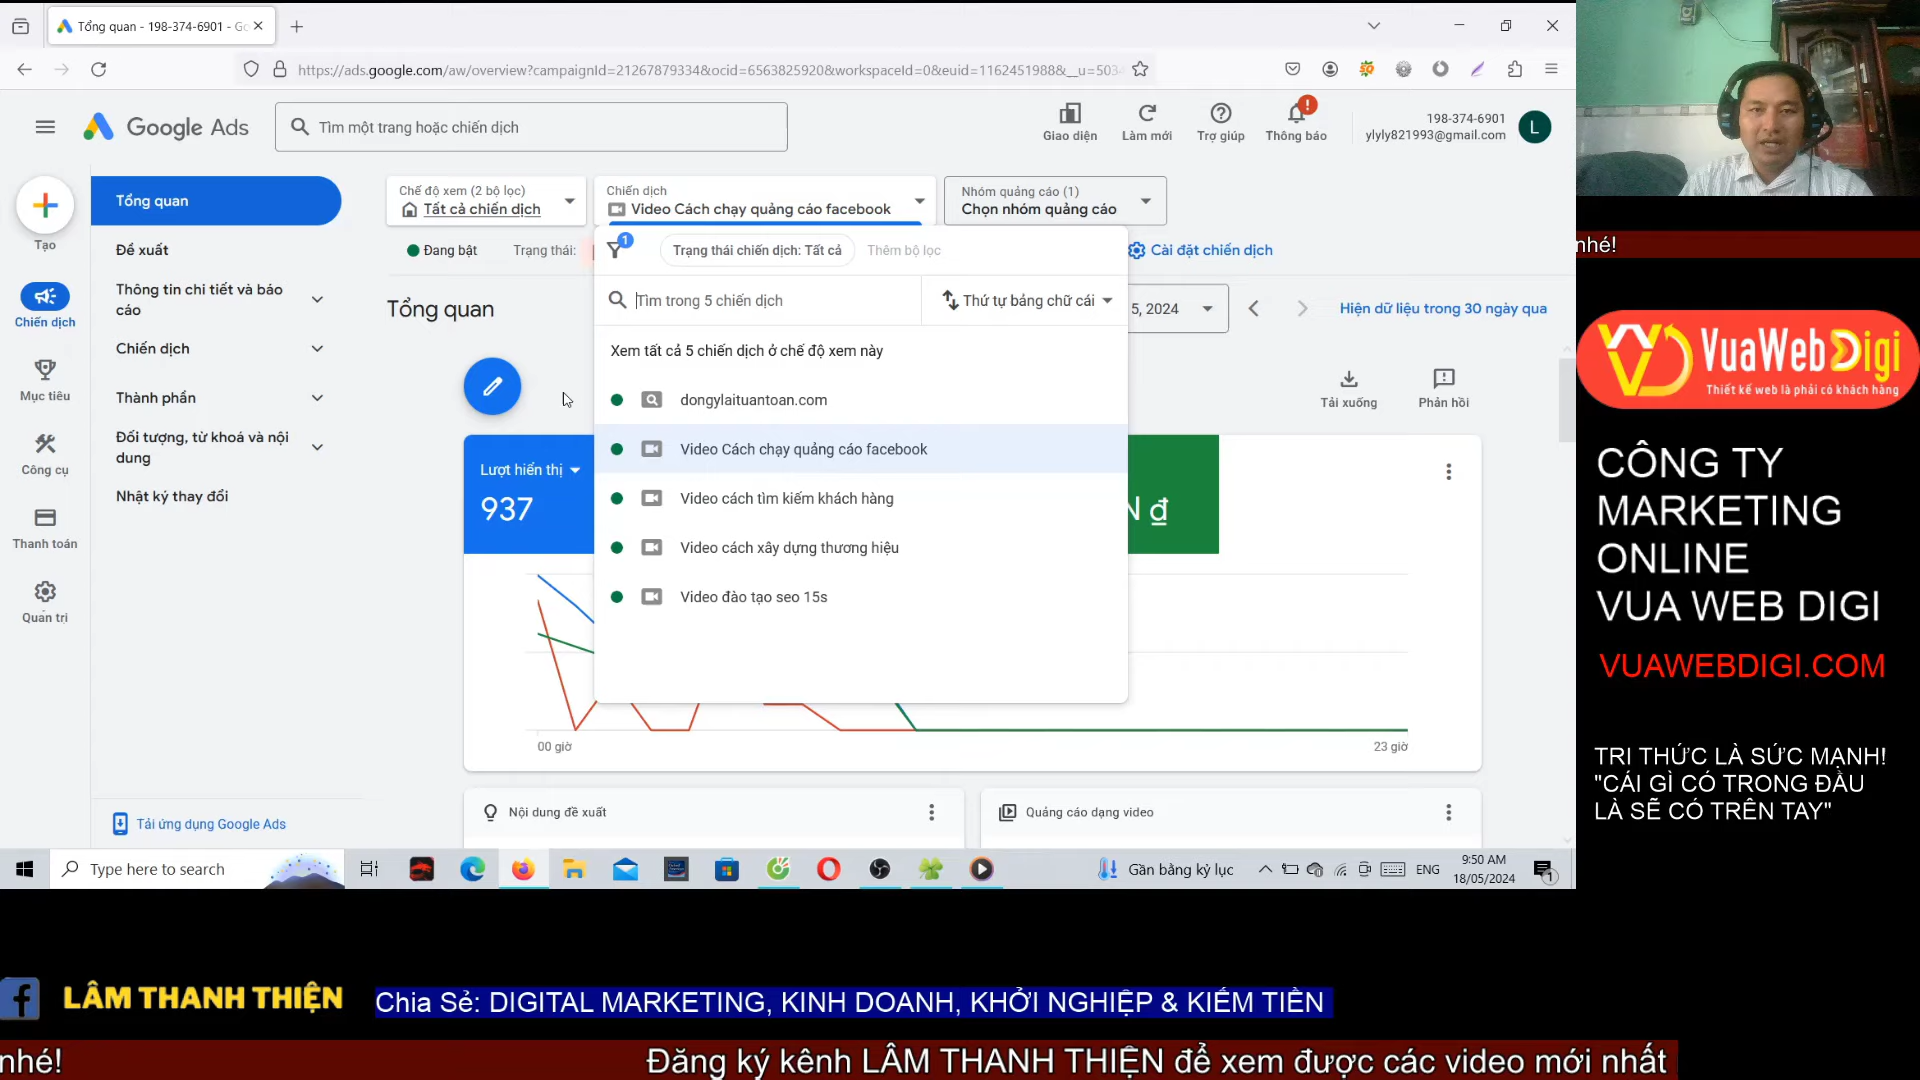 Tổng quan - 198-374-6901 - Go
https://ads.google.com/aw/overview?campaignId=21267879334&ocid=6563825920&workspaceId=0&euid=1162451988&__u=503
Google Ads
Tìm một trang hoặc chiến dịch
Giao diện
Làm mới
Trợ giúp
Thông báo
198-374-6901
ylyly821993@gmail.com
L
Tạo
Chiến dịch
Mục tiêu
Công cụ
Thanh toán
Quản trị
Tổng quan
Đề xuất
Thông tin chi tiết và báo
cáo
Chiến dịch
Thành phần
Đối tượng, từ khoá và nội
dung
Nhật ký thay đổi
Tải ứng dụng Google Ads
Chế độ xem (2 bộ lọc)
Tất cả chiến dịch
Chiến dịch
Video Cách chạy quảng cáo facebook
Nhóm quảng cáo (1)
Chọn nhóm quảng cáo
Đang bật
Trạng thái:
1
Trạng thái chiến dịch: Tất cả
Thêm bộ lọc
Cài đặt chiến dịch
Tìm trong 5 chiến dịch
Thứ tự bảng chữ cái
Tổng quan
5, 2024
Hiện dữ liệu trong 30 ngày qua
Xem tất cả 5 chiến dịch ở chế độ xem này
dongylaituantoan.com
Video Cách chạy quảng cáo facebook
Video cách tìm kiếm khách hàng
Video cách xây dựng thương hiệu
Video đào tạo seo 15s
Tải xuống
Phản hồi
Lượt hiển thị
937
N ₫
00 giờ
23 giờ
Nội dung đề xuất
Quảng cáo dạng video
Type here to search
Gần bằng kỷ lục
ENG
9:50 AM
18/05/2024
1
nhé!
VuaWebDigi
Thiết kế web là phải có khách hàng
CÔNG TY
MARKETING
ONLINE
VUA WEB DIGI
VUAWEBDIGI.COM
TRI THỨC LÀ SỨC MẠNH!
"CÁI GÌ CÓ TRONG ĐẦU
LÀ SẼ CÓ TRÊN TAY"
LÂM THANH THIỆN
Chia Sẻ: DIGITAL MARKETING, KINH DOANH, KHỞI NGHIỆP & KIẾM TIỀN
nhé!
Đăng ký kênh LÂM THANH THIỆN để xem được các video mới nhất